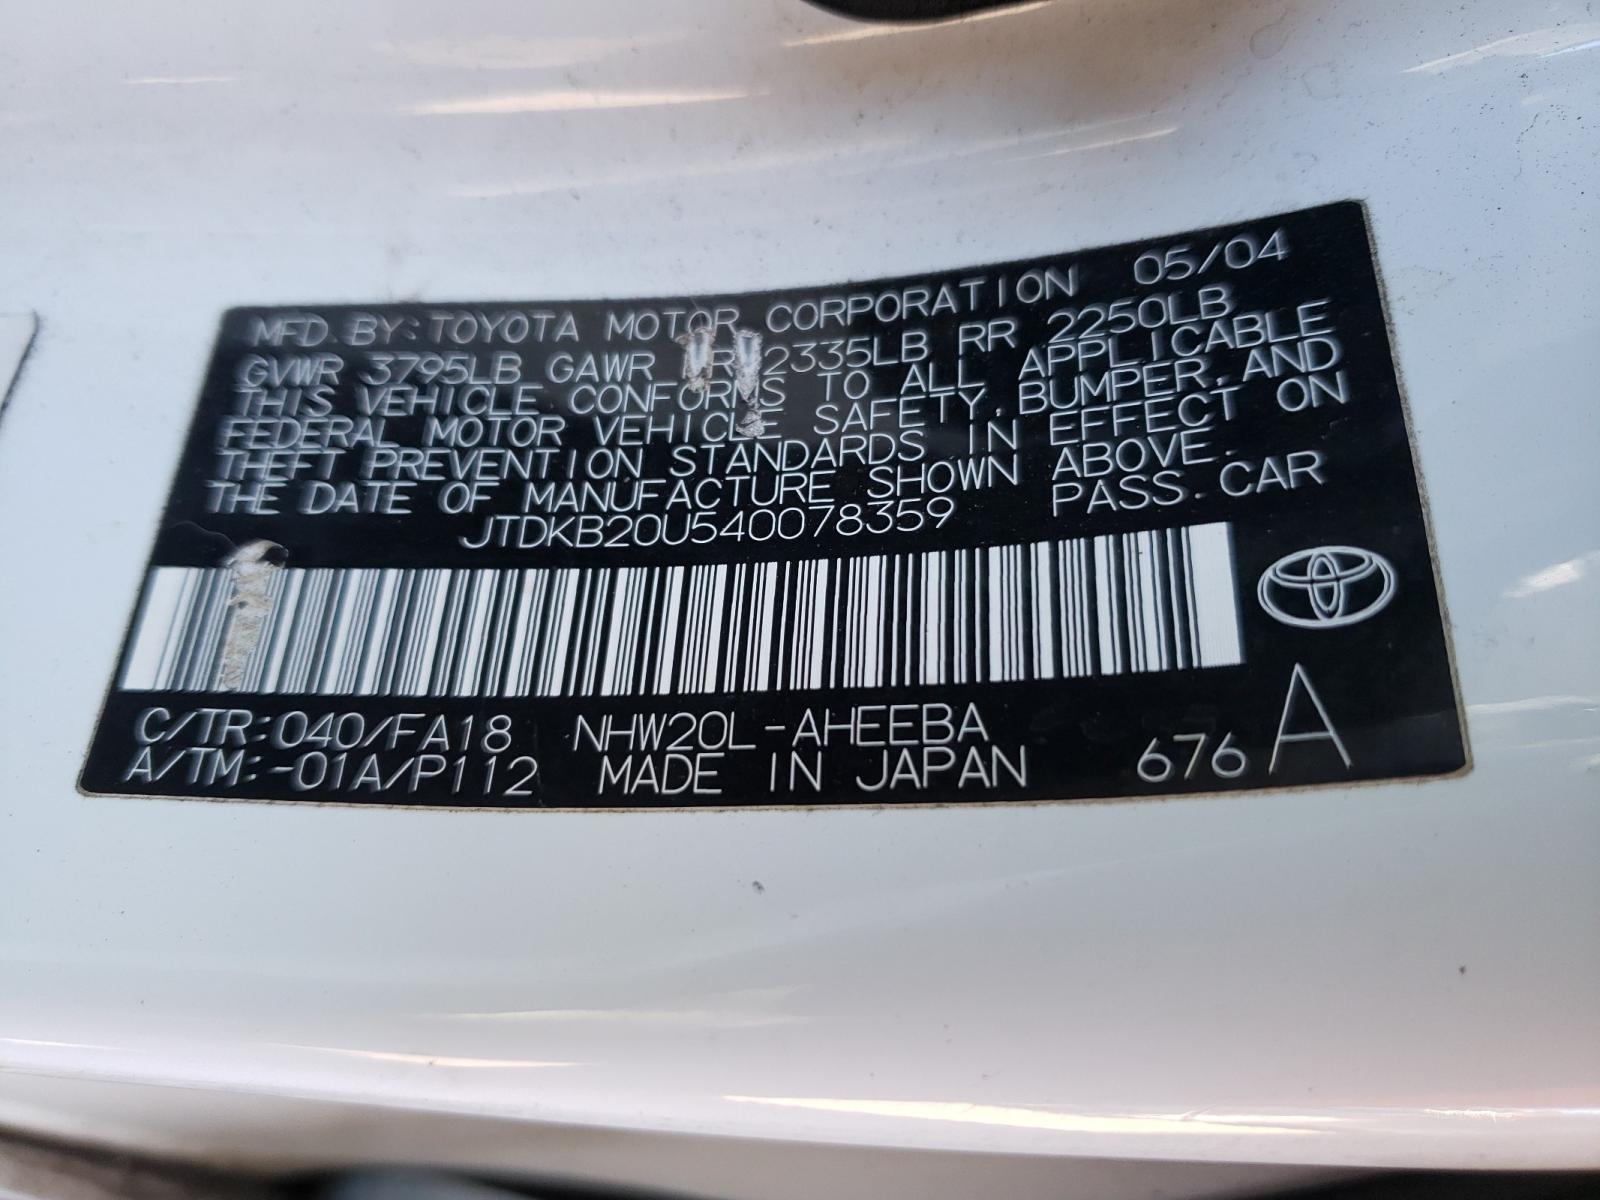 MFD. BY: TOYOTA MOTOR CORPORATION 05/04
GVWR 3795LB GAWR FR 2335LB RR 2250LB
THIS VEHICLE CONFORMS TO ALL APPLICABLE
FEDERAL MOTOR VEHICLE SAFETY, BUMPER, AND
THEFT PREVENTION STANDARDS IN EFFECT ON
THE DATE OF MANUFACTURE SHOWN ABOVE.
JTDKB20U540078359 PASS. CAR
C/TR: 040/FA18 NHW20L-AHEEBA
A/TM: -01A/P112 MADE IN JAPAN 676 A